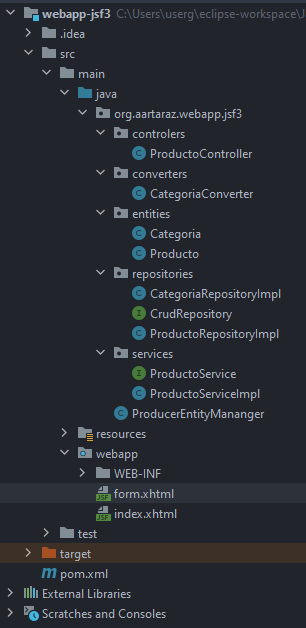 webapp-jsf3 C:\Users\userg\eclipse-workspace\U
.idea
src
main
java
org.aartaraz.webapp.jsf3
controlers
ProductoController
converters
CategoriaConverter
entities
Categoria
Producto
repositories
CategoriaRepositoryImpl
CrudRepository
ProductoRepositoryImpl
services
ProductoService
ProductoServiceImpl
ProducerEntityMananger
resources
webapp
WEB-INF
form.xhtml
index.xhtml
test
target
pom.xml
External Libraries
Scratches and Consoles